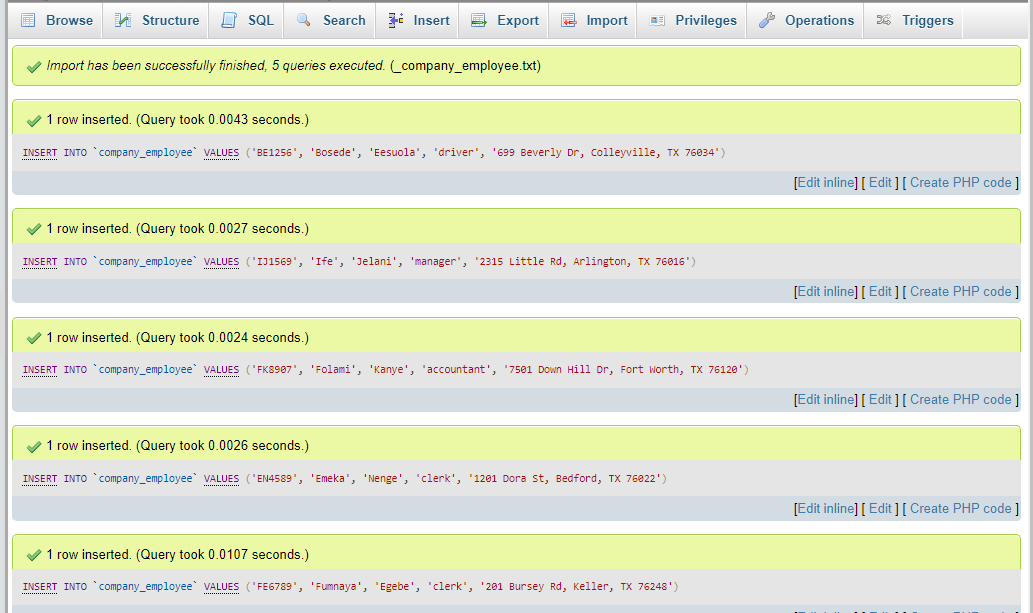 Browse Structure SQL Search Insert Export Import Privileges Operations Triggers
Import has been successfully finished, 5 queries executed. (_company_employee.txt)
1 row inserted. (Query took 0.0043 seconds.)
INSERT INTO `company_employee` VALUES ('BE1256', 'Bosede', 'Eesuola', 'driver', '699 Beverly Dr, Colleyville, TX 76034')
[Edit inline] [ Edit ] [ Create PHP code ]
1 row inserted. (Query took 0.0027 seconds.)
INSERT INTO `company_employee` VALUES ('IJ1569', 'Ife', 'Jelani', 'manager', '2315 Little Rd, Arlington, TX 76016')
[Edit inline] [ Edit ] [ Create PHP code ]
1 row inserted. (Query took 0.0024 seconds.)
INSERT INTO `company_employee` VALUES ('FK8907', 'Folami', 'Kanye', 'accountant', '7501 Down Hill Dr, Fort Worth, TX 76120')
[Edit inline] [ Edit ] [ Create PHP code ]
1 row inserted. (Query took 0.0026 seconds.)
INSERT INTO `company_employee` VALUES ('EN4589', 'Emeka', 'Nenge', 'clerk', '1201 Dora St, Bedford, TX 76022')
[Edit inline] [ Edit ] [ Create PHP code ]
1 row inserted. (Query took 0.0107 seconds.)
INSERT INTO `company_employee` VALUES ('FE6789', 'Fumnaya', 'Egebe', 'clerk', '201 Bursey Rd, Keller, TX 76248')